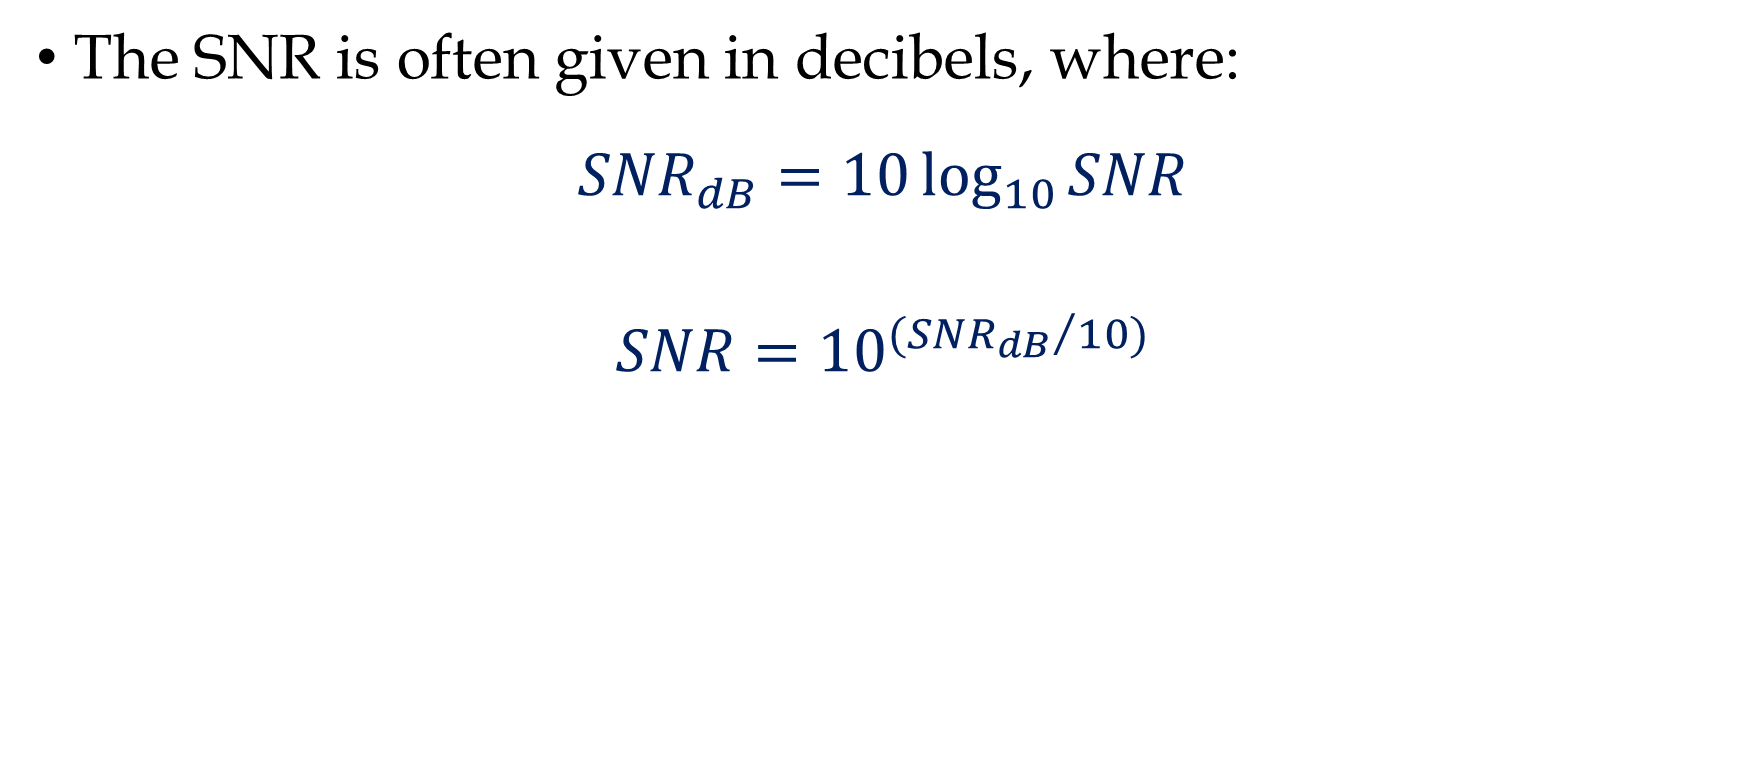 • The SNR is often given in decibels, where:
SNR_dB = 10 log_10 SNR
SNR = 10^(SNR_dB/10)